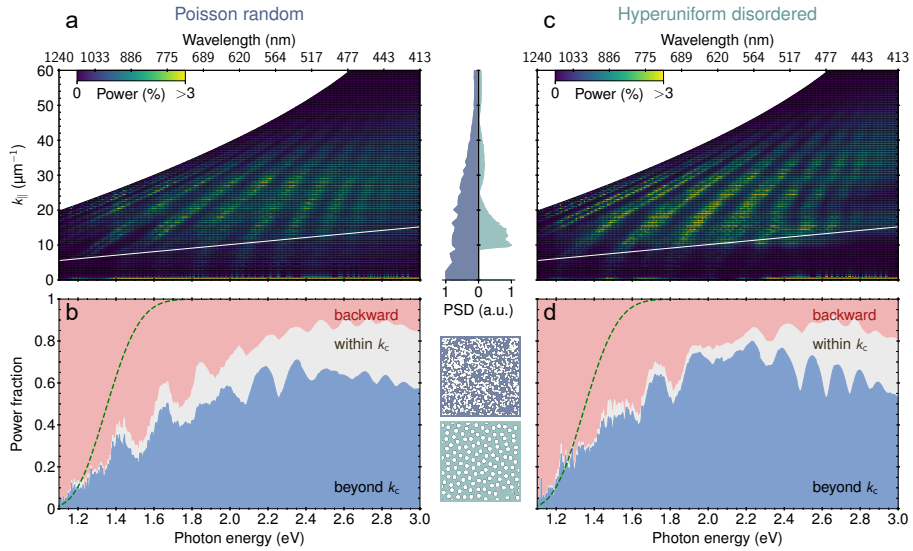 Poisson random
Hyperuniform disordered
a
Wavelength (nm)
1240 1033 886 775 689 620 564 517 477 413
0 Power (%) >3
60
50
40
30
20
10
0
k|| (µm⁻¹)
c
Wavelength (nm)
1240 1033 886 775 689 620 564 517 477 413
0 Power (%) >3
1 0 1
PSD (a.u.)
b
backward
within kc
beyond kc
1
0.8
0.6
0.4
0.2
0
Power fraction
1.2 1.4 1.6 1.8 2.0 2.2 2.4 2.6 2.8 3.0
Photon energy (eV)
d
backward
within kc
beyond kc
1.2 1.4 1.6 1.8 2.0 2.2 2.4 2.6 2.8 3.0
Photon energy (eV)